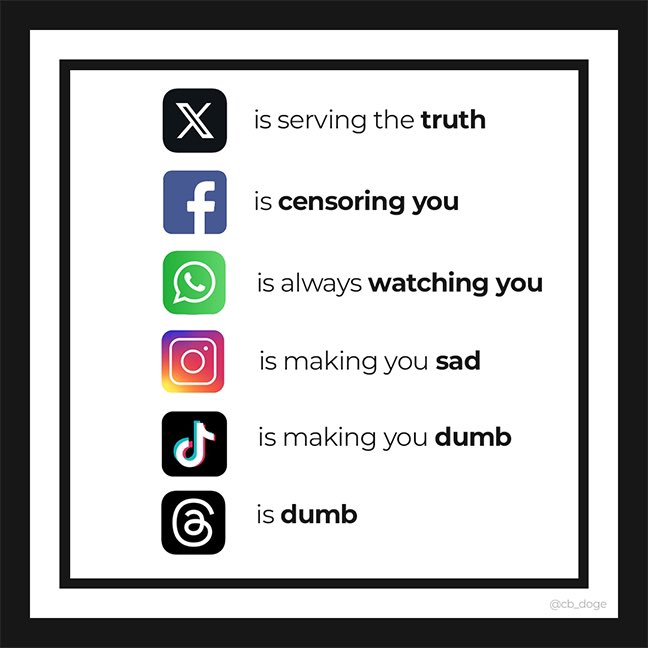 is serving the truth
is censoring you
is always watching you
is making you sad
is making you dumb
is dumb
@cb_doge